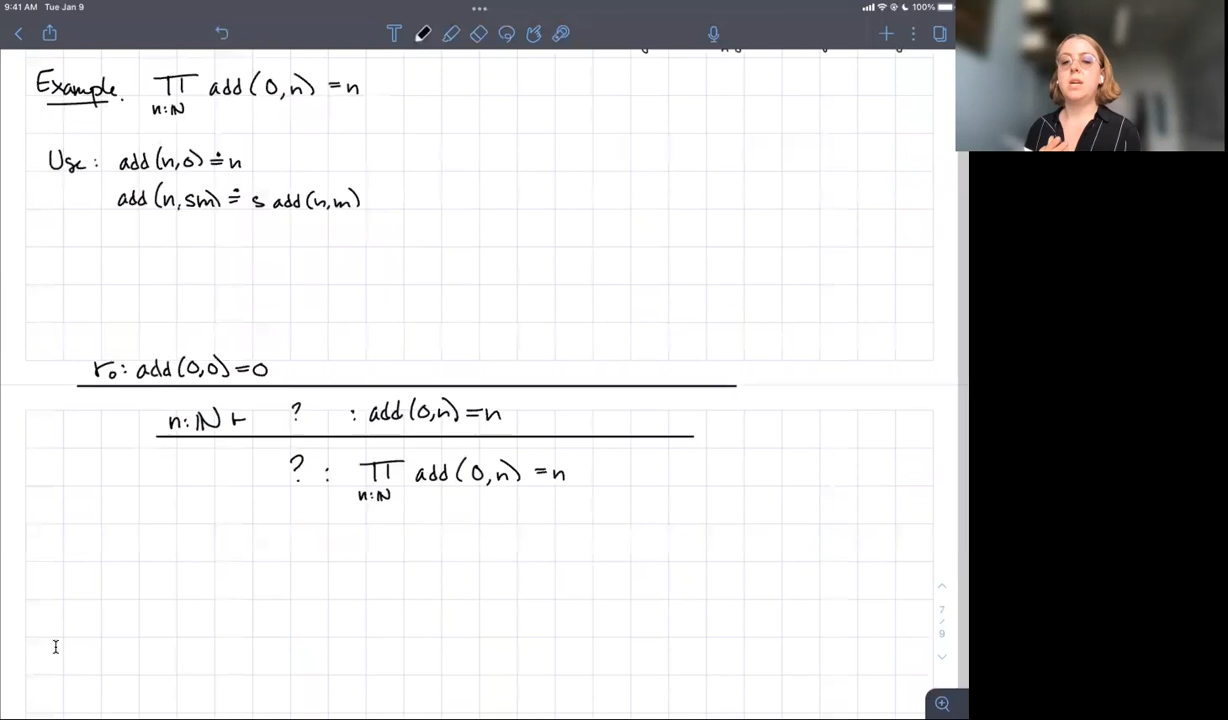 9:41 AM Tue Jan 9
100%
Example. Π add(0,n) = n
n:ℕ
Use: add(n,0) ≐ n
add(n,sm) ≐ s add(n,m)
r₀: add(0,0) = 0
n:ℕ ⊢ ? : add(0,n) = n
? : Π add(0,n) = n
n:ℕ
7
/
9